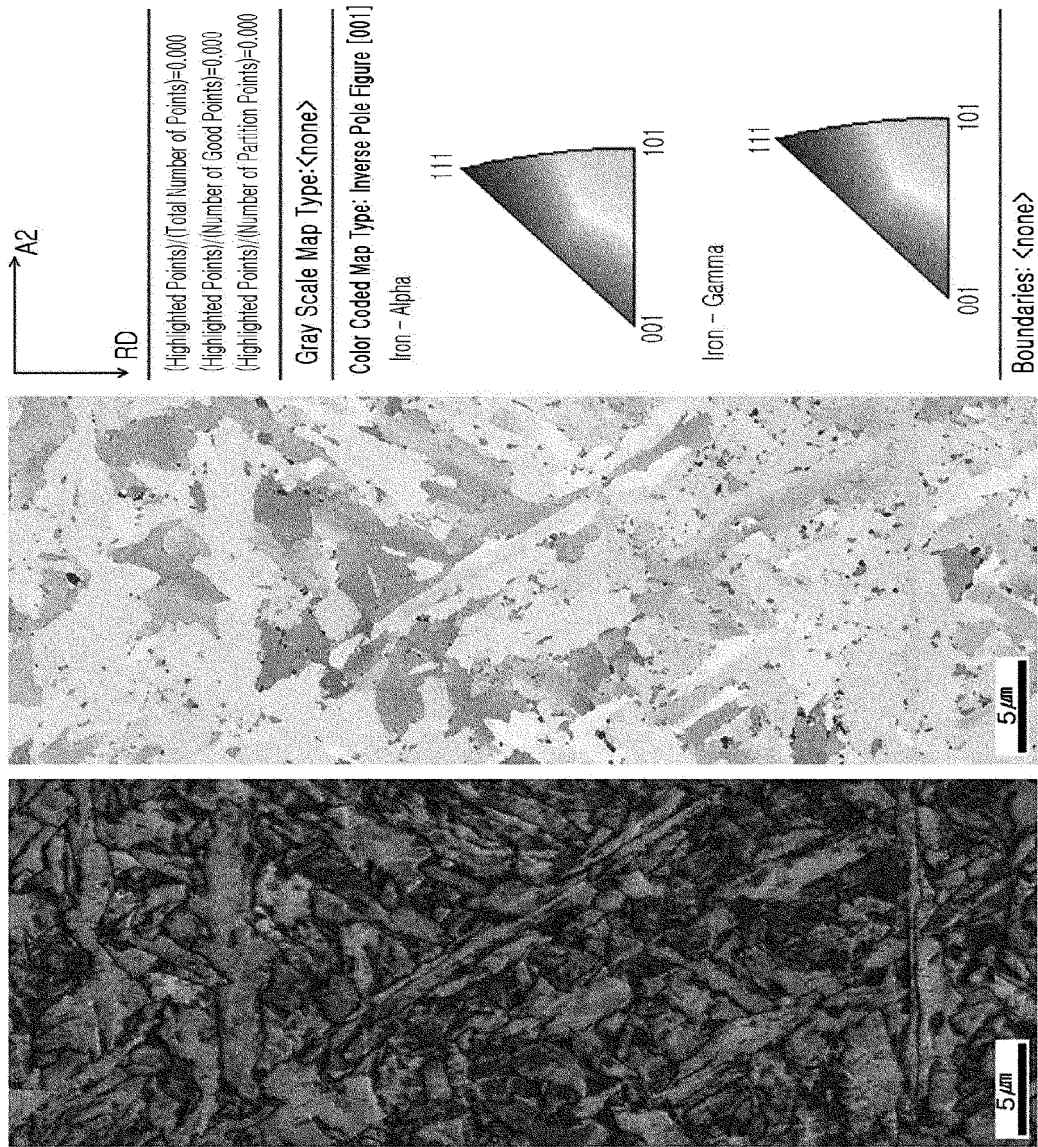 A2
RD
(Highlighted Points)/(Total Number of Points)=0.000
(Highlighted Points)/(Number of Good Points)=0.000
(Highlighted Points)/(Number of Partition Points)=0.000
Gray Scale Map Type:<none>
Color Coded Map Type: Inverse Pole Figure [001]
Iron - Alpha
111
001
101
Iron - Gamma
111
001
101
Boundaries: <none>
5㎛
5㎛